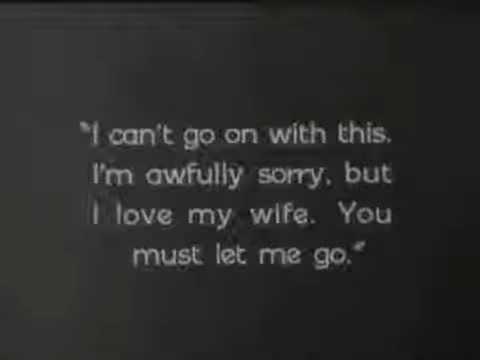 "I can't go on with this.
I'm awfully sorry, but
I love my wife. You
must let me go."